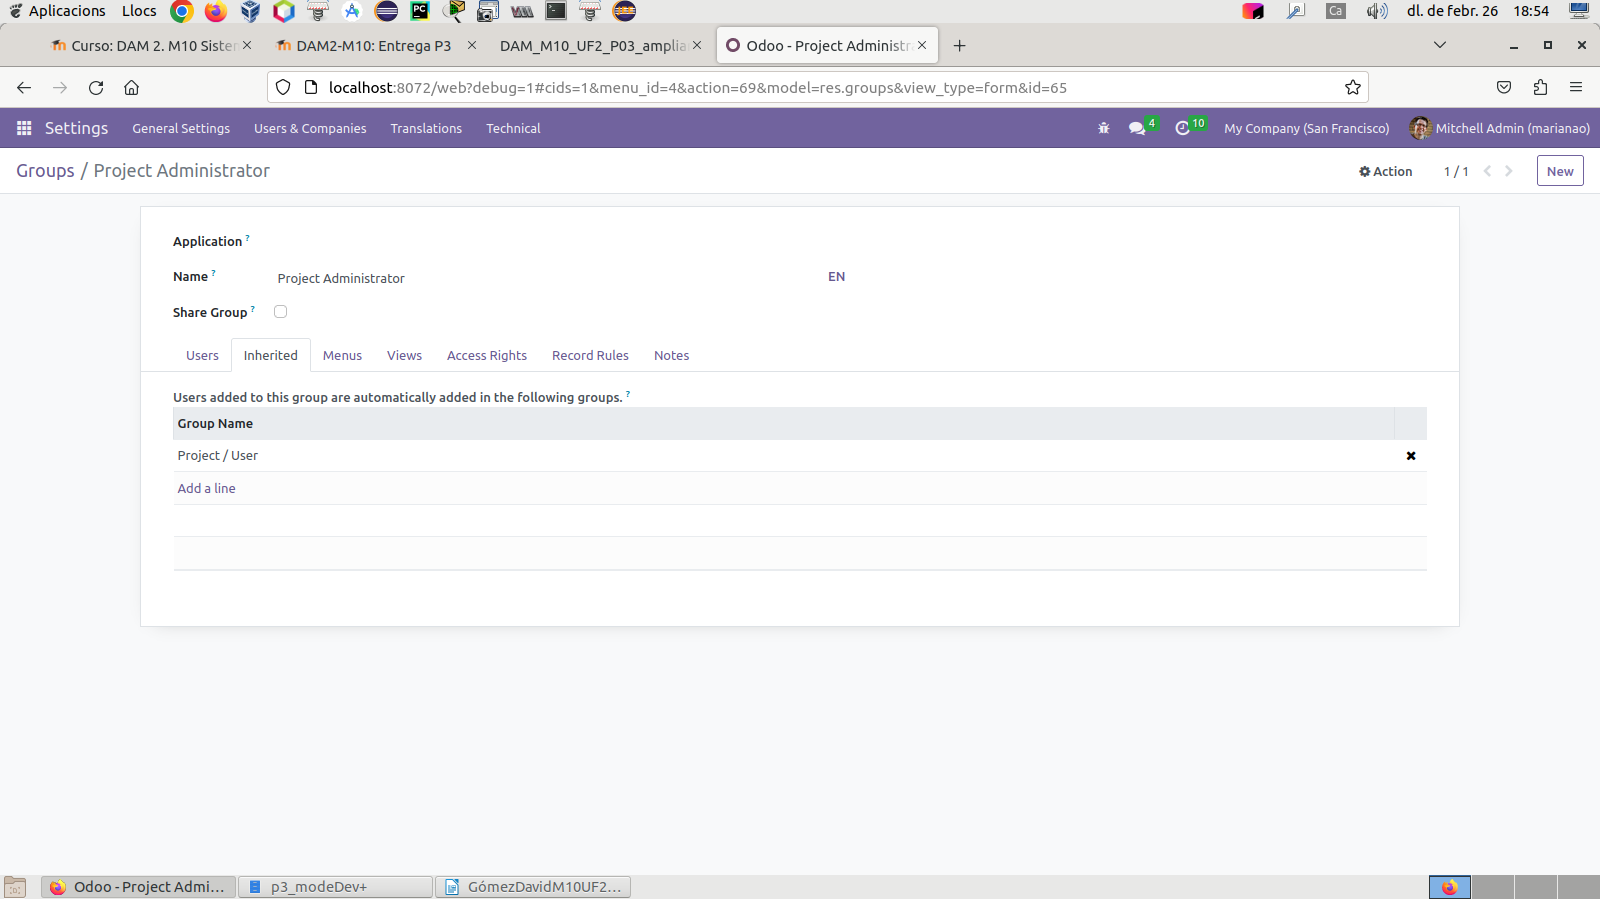 Aplicacions Llocs Ca dl. de febr. 26 18:54
Curso: DAM 2. M10 Sister DAM2-M10: Entrega P3 DAM_M10_UF2_P03_amplia Odoo - Project Administr
localhost:8072/web?debug=1#cids=1&menu_id=4&action=69&model=res.groups&view_type=form&id=65
Settings General Settings Users & Companies Translations Technical 4 10 My Company (San Francisco) Mitchell Admin (marianao)
Groups / Project Administrator Action 1 / 1 New
Application ?
Name ? Project Administrator EN
Share Group ?
Users Inherited Menus Views Access Rights Record Rules Notes
Users added to this group are automatically added in the following groups. ?
Group Name
Project / User
Add a line
Odoo - Project Admi... p3_modeDev+ GómezDavidM10UF2...